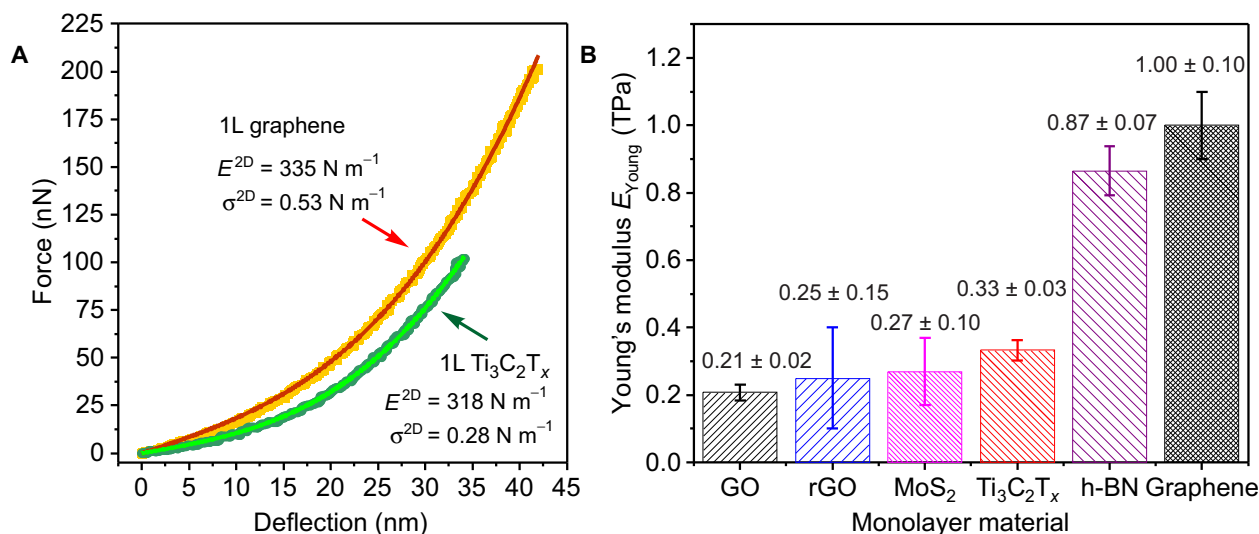 A
Force (nN)
200
175
150
125
100
75
50
25
0
1L graphene
E²ᴰ = 335 N m⁻¹
σ²ᴰ = 0.53 N m⁻¹
1L Ti₃C₂Tₓ
E²ᴰ = 318 N m⁻¹
σ²ᴰ = 0.28 N m⁻¹
0 5 10 15 20 25 30 35 40 45
Deflection (nm)
B
Young's modulus E_Young (TPa)
1.2
1.0
0.8
0.6
0.4
0.2
0.0
0.21 ± 0.02
0.25 ± 0.15
0.27 ± 0.10
0.33 ± 0.03
0.87 ± 0.07
1.00 ± 0.10
GO rGO MoS₂ Ti₃C₂Tₓ h-BN Graphene
Monolayer material